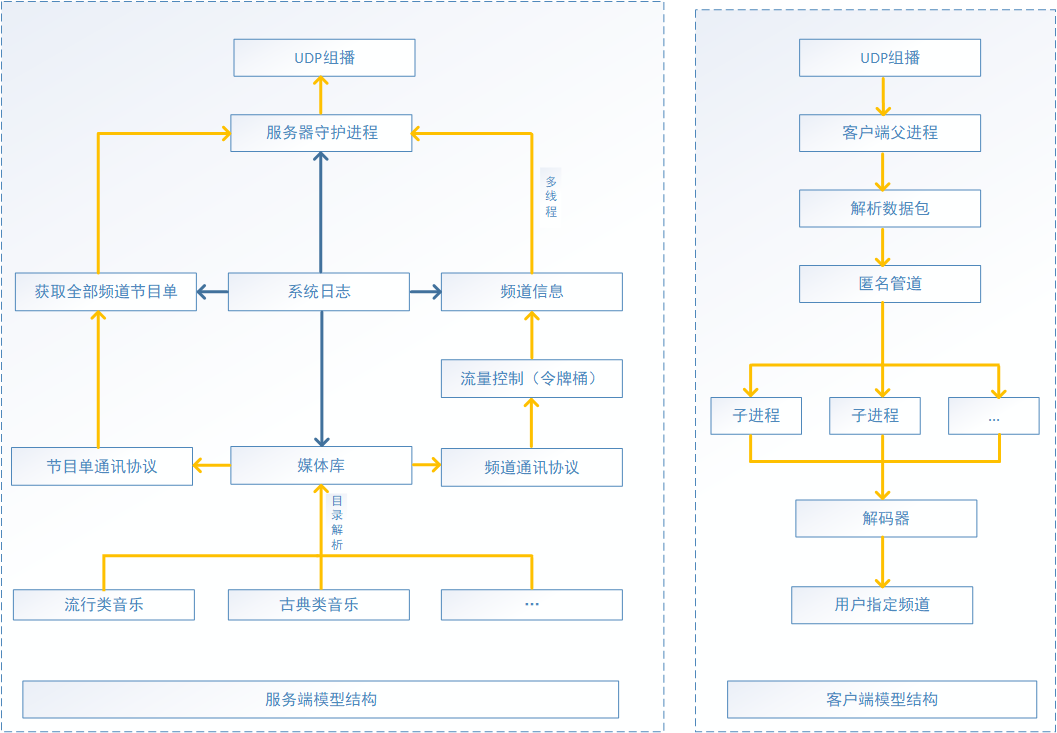 UDP组播
服务器守护进程
多
线
程
获取全部频道节目单
系统日志
频道信息
流量控制（令牌桶）
节目单通讯协议
媒体库
频道通讯协议
目
录
解
析
流行类音乐
古典类音乐
...
服务端模型结构
UDP组播
客户端父进程
解析数据包
匿名管道
子进程
子进程
...
解码器
用户指定频道
客户端模型结构